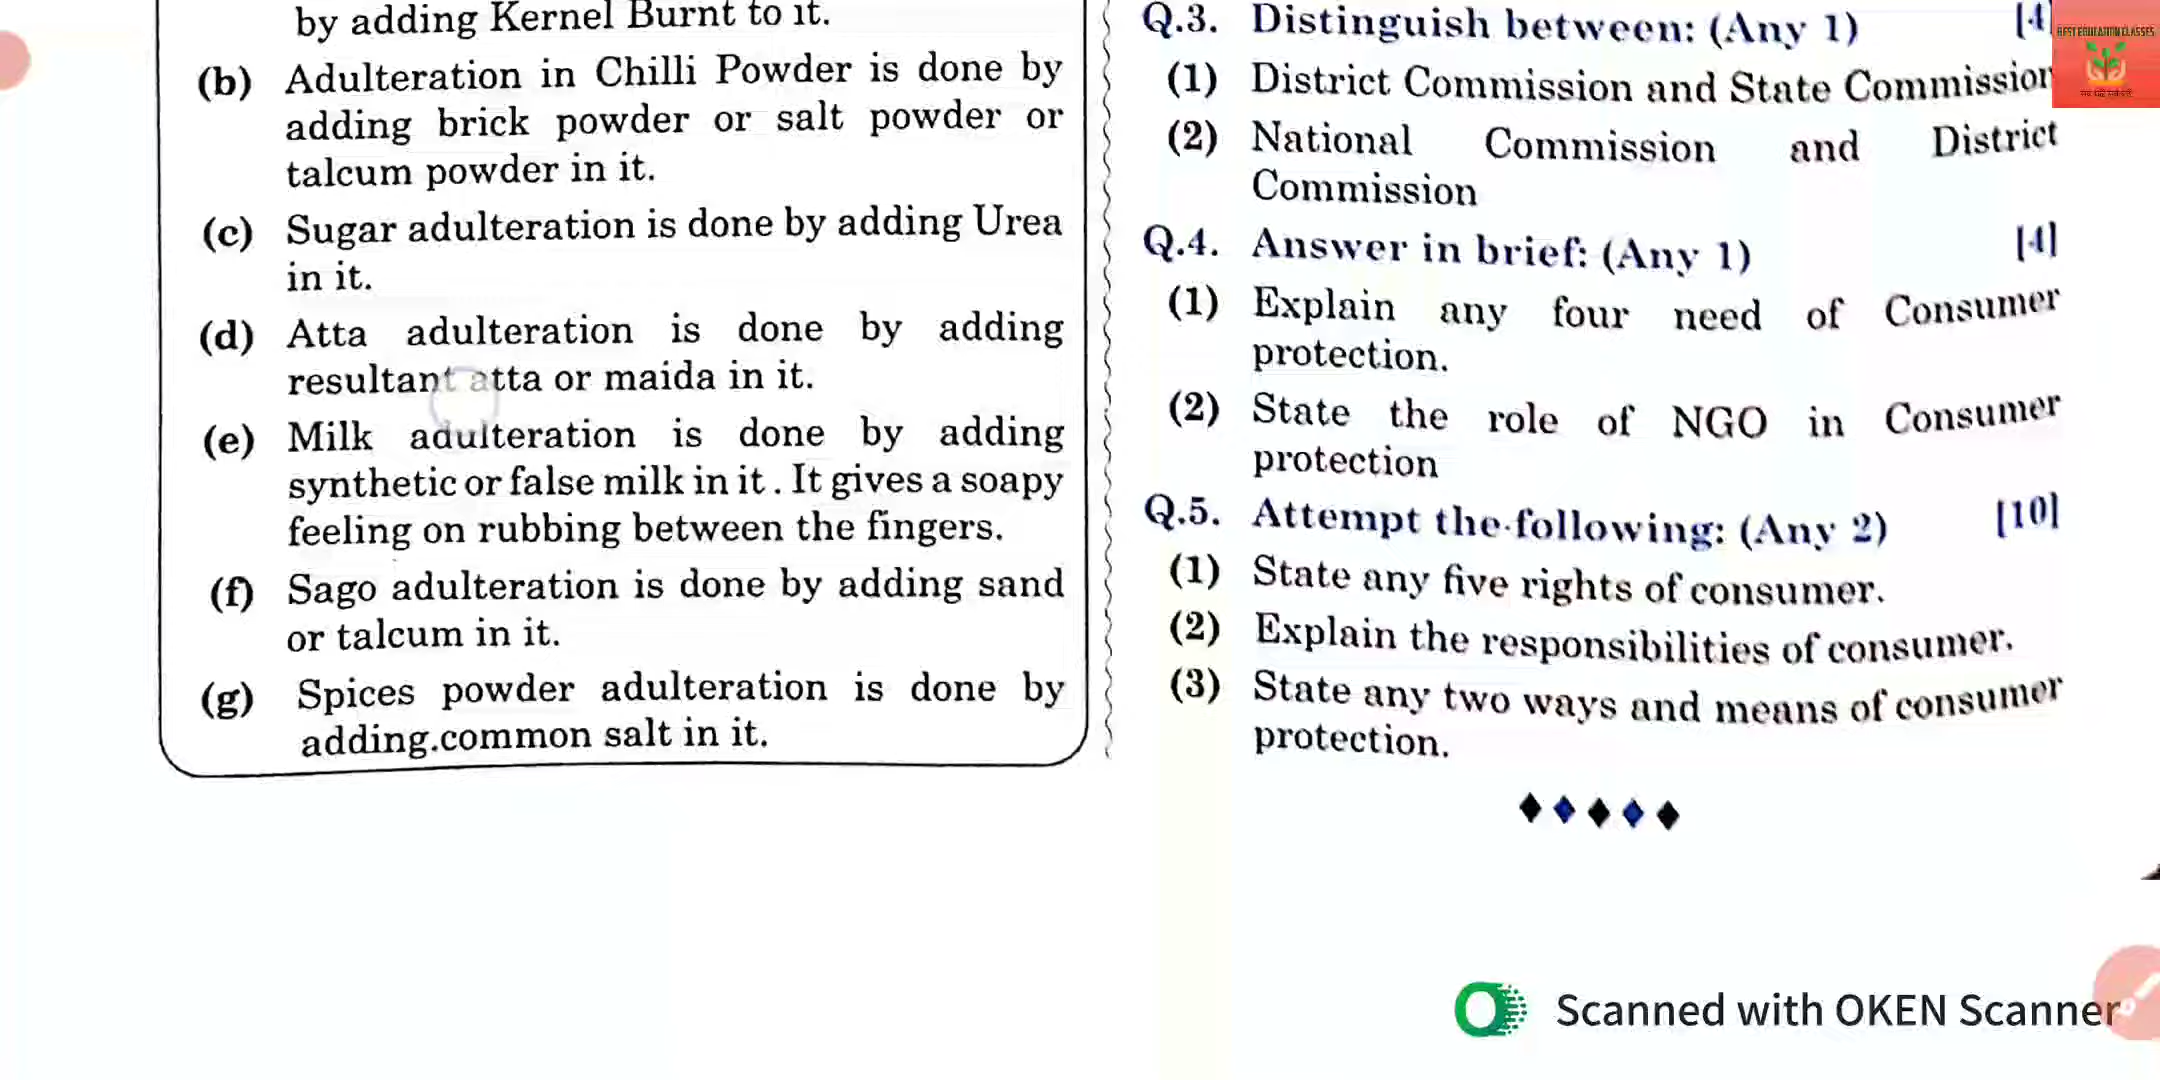 by adding Kernel Burnt to it.
(b) Adulteration in Chilli Powder is done by
adding brick powder or salt powder or
talcum powder in it.
(c) Sugar adulteration is done by adding Urea
in it.
(d) Atta adulteration is done by adding
resultant atta or maida in it.
(e) Milk adulteration is done by adding
synthetic or false milk in it . It gives a soapy
feeling on rubbing between the fingers.
(f) Sago adulteration is done by adding sand
or talcum in it.
(g) Spices powder adulteration is done by
adding.common salt in it.
Q.3. Distinguish between: (Any 1) [4]
(1) District Commission and State Commission
(2) National Commission and District
Commission
Q.4. Answer in brief: (Any 1) [4]
(1) Explain any four need of Consumer
protection.
(2) State the role of NGO in Consumer
protection
Q.5. Attempt the following: (Any 2) [10]
(1) State any five rights of consumer.
(2) Explain the responsibilities of consumer.
(3) State any two ways and means of consumer
protection.
BEST EDUCATION CLASSES
Scanned with OKEN Scanner